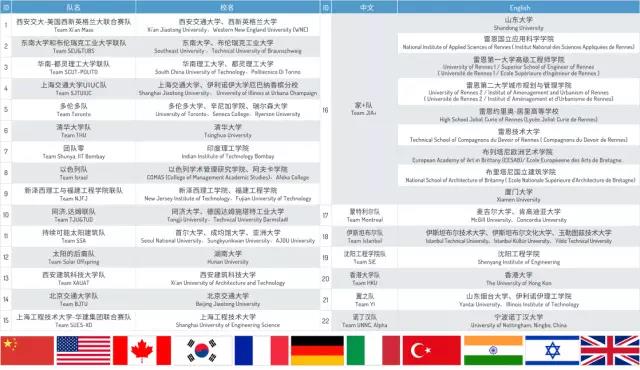 ID 队名 校名
1 西安交大-美国西新英格兰大联合赛队 西安交通大学、西新英格兰大学
Team Xian Mass Xi'an Jiaotong University、Western New England University (WNE)
2 东南大学和布伦瑞克工业大学联队 东南大学、布伦瑞克工业大学
Team SEU&TUBS Southeast University 、 Technical University of Braunschweig
3 华南-都灵理工大学联队 华南理工大学、都灵理工大学
Team SCUT-POLITO South China University of Technology 、 Politecnico Di Torino
4 上海交通大学UIUC队 上海交通大学、伊利诺伊大学厄巴纳香槟分校
Team SJTUIUC Shanghai Jiaotong University、 University of Illinois at Urbana Champaign
5 多伦多队 多伦多大学、辛尼加学院、瑞尔森大学
Team Toronto University of Toronto、 Seneca College、 Ryerson University
6 清华大学队 清华大学
Team THU Tsinghua University
7 团队零 印度理工学院
Team Shunya, IIT Bombay Indian Institute of Technology Bombay
8 以色列队 以色列学术管理研究学院、阿夫卡学院
Team Israel COMAS (College of Management Academic Studies)、 Afeka College
9 新泽西理工与福建工程学院联队 新泽西理工学院、福建工程学院
Team NJFJ New Jersey Institute of Technology、 Fujian University of Technology
10 同济.达姆联队 同济大学、德国达姆施塔特工业大学
Team TJU&TUD Tongji University、 Technical University Darmstadt
11 持续可能太阳建筑队 首尔大学、成均馆大学、亚洲大学
Team SSA Seoul National University、 Sungkyunkwan University、 AJOU University
12 太阳的后裔队 湖南大学
Team Solar Offspring Hunan University
13 西安建筑科技大学队 西安建筑科技大学
Team XAUAT Xi'an University of Architecture and Technology
14 北京交通大学队 北京交通大学
Team BJTU Beijing Jiaotong University
15 上海工程技术大学-华建集团联合赛队 上海工程技术大学
Team SUES-XD Shanghai University of Engineering Science
ID 中文 English
16 家+队
Team JIA+
山东大学
Shandong University
雷恩国立应用科学学院
National Institute of Applied Sciences of Rennes ( Institut National des Sciences Appliquées de Rennes)
雷恩第一大学高级工程师学院
University of Rennes 1 / Superior School of Engineer of Rennes
( Université de Rennes 1 / Ecole Supérieure d'Ingénieur de Rennes )
雷恩第二大学城市规划与管理学院
University of Rennes 2 / Institut of Amenagement and Urbanism of Rennes
( Université de Rennes 2 / Institut d' Aménagement et d'Urbanisme de Rennes)
雷恩约里奥-居里高等学校
High School Joliot Curie of Rennes (Lycée Joliot Curie de Rennes)
雷恩技术大学
Technical School of Compagnons du Devoir of Rennes ( Compagnons du Devoir de Rennes)
布列塔尼欧洲艺术学院
European Academy of Art in Brittany (EESAB)/ Ecole Européenne des Arts de Bretagne
布里塔尼国立建筑学院
National School of Architecture of Britanny ( Ecole Nationale Supérieure d'Architecture de Bretagne)
厦门大学
Xiamen University
17 蒙特利尔队 麦吉尔大学、肯高迪亚大学
Team Montreal McGill University、 Concordia University
18 伊斯坦布尔队 伊斯坦布尔技术大学、伊斯坦布尔文化大学、玉勒兹技术大学
Team Istanbul Istanbul Technical University、 Istanbul Kültür University、 Yildiz Technical University
19 沈阳工程学院队 沈阳工程学院
Team SIE Shenyang Institute of Engineering
20 香港大学队 香港大学
Team HKU The University of Hong Kong
21 翼之队 山东烟台大学、伊利诺伊理工学院
Team YI Yantai University、 Illinois Institute of Technology
22 诺丁汉队 宁波诺丁汉大学
Team UNNC, Alpha University of Nottingham, Ningbo, China